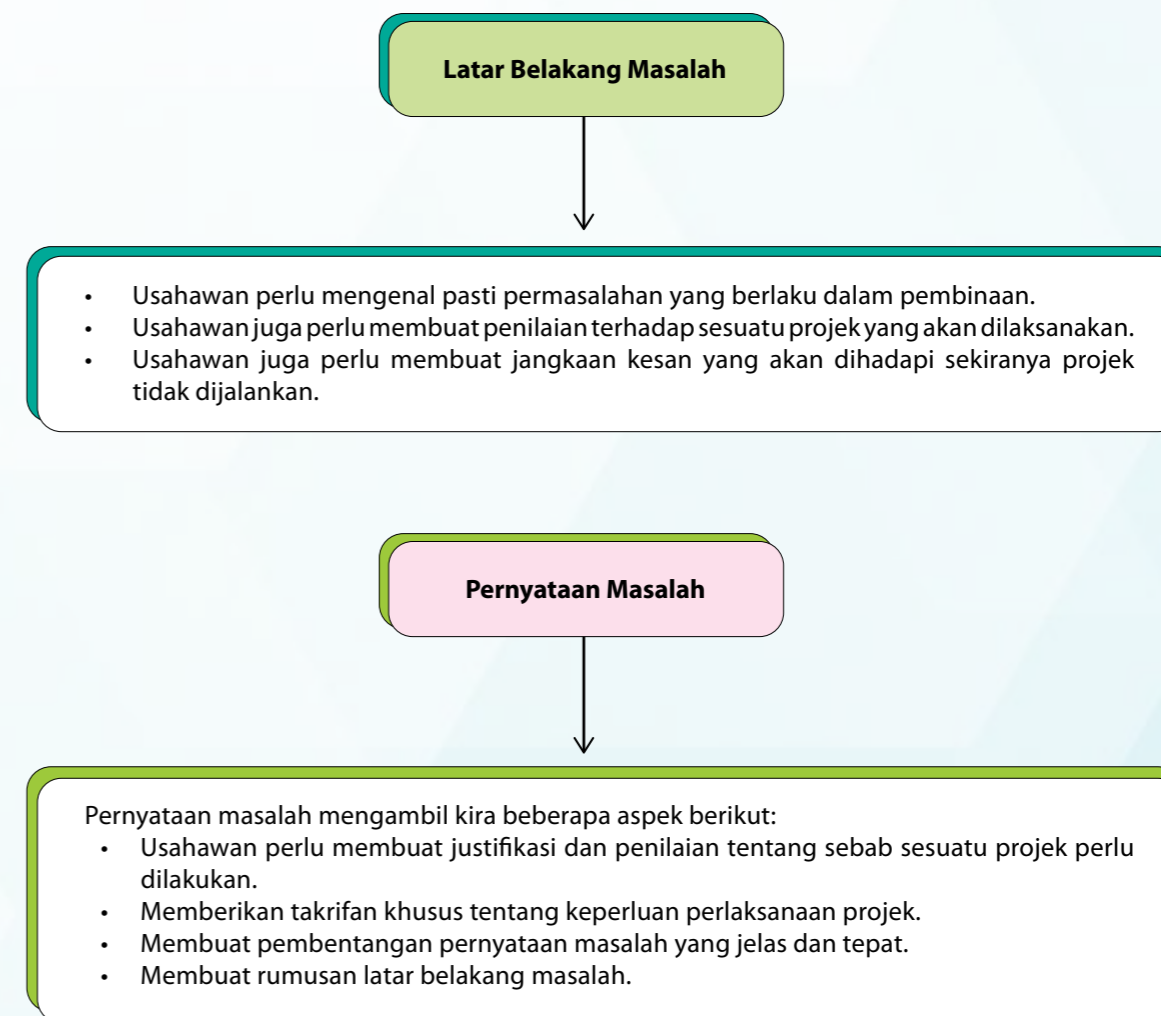 Latar Belakang Masalah
• Usahawan perlu mengenal pasti permasalahan yang berlaku dalam pembinaan.
• Usahawan juga perlu membuat penilaian terhadap sesuatu projek yang akan dilaksanakan.
• Usahawan juga perlu membuat jangkaan kesan yang akan dihadapi sekiranya projek
tidak dijalankan.
Pernyataan Masalah
Pernyataan masalah mengambil kira beberapa aspek berikut:
• Usahawan perlu membuat justifikasi dan penilaian tentang sebab sesuatu projek perlu
dilakukan.
• Memberikan takrifan khusus tentang keperluan perlaksanaan projek.
• Membuat pembentangan pernyataan masalah yang jelas dan tepat.
• Membuat rumusan latar belakang masalah.